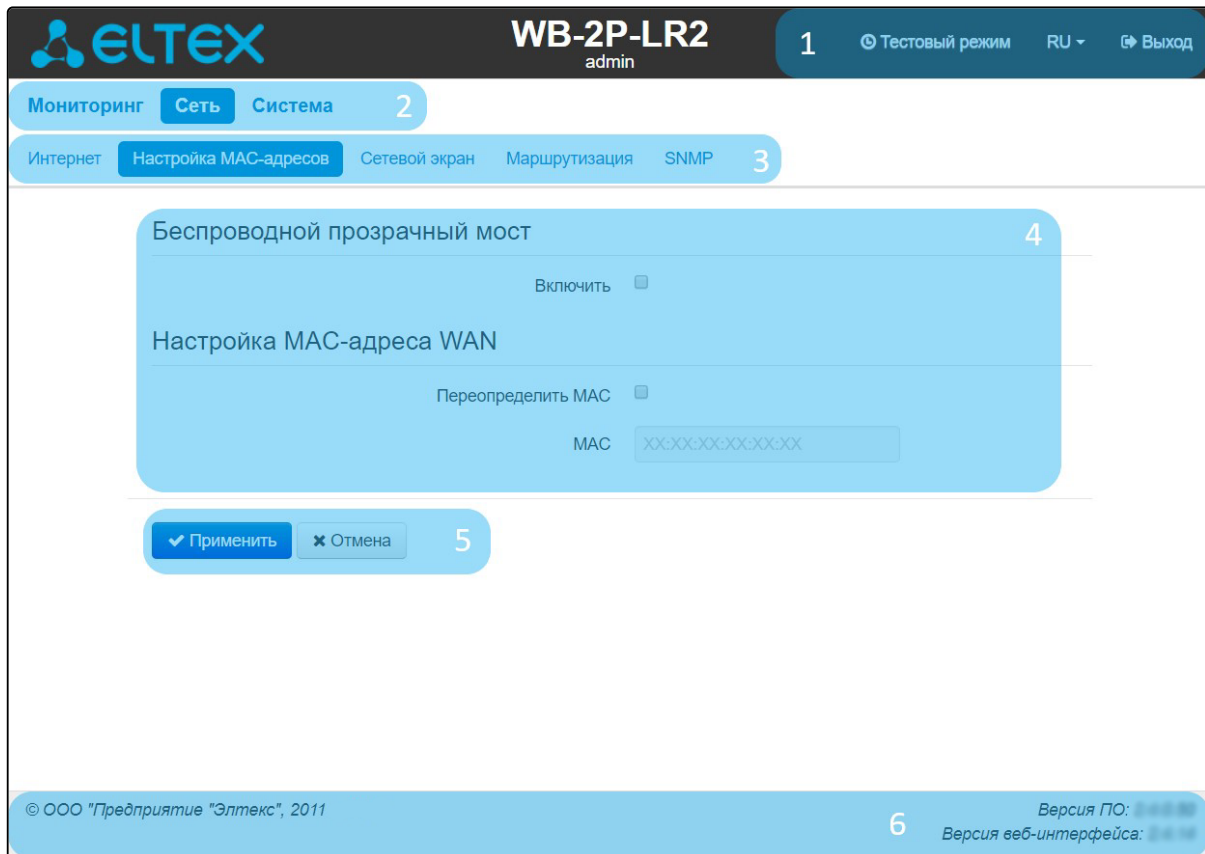 ELTEX
WB-2P-LR2
admin
1
Тестовый режим
RU
Выход
Мониторинг Сеть Система 2
Интернет Настройка MAC-адресов Сетевой экран Маршрутизация SNMP 3
Беспроводной прозрачный мост 4
Включить
Настройка MAC-адреса WAN
Переопределить MAC
MAC XX:XX:XX:XX:XX:XX
Применить Отмена 5
© ООО "Предприятие "Элтекс", 2011
6
Версия ПО:
Версия веб-интерфейса: